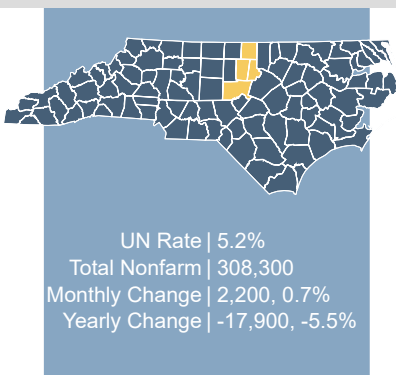 UN Rate | 5.2%
Total Nonfarm | 308,300
Monthly Change | 2,200, 0.7%
Yearly Change | -17,900, -5.5%